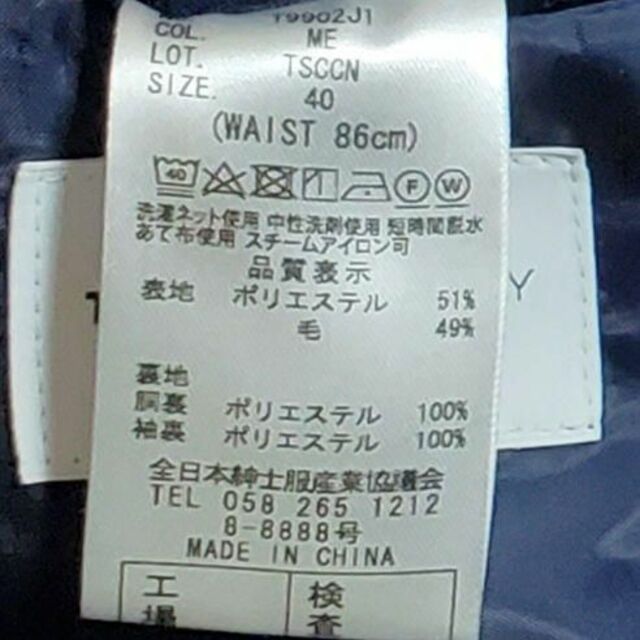 19902J1
COL. ME
LOT. TSCCN
SIZE. 40
(WAIST 86cm)
40 F W
洗濯ネット使用 中性洗剤使用 短時間脱水
あて布使用 スチームアイロン可
品質表示
表地 ポリエステル 51%
毛 49%
裏地
胴裏 ポリエステル 100%
袖裏 ポリエステル 100%
全日本紳士服産業協議会
TEL 058 265 1212
8-8888号
MADE IN CHINA
工場
検査
T
Y